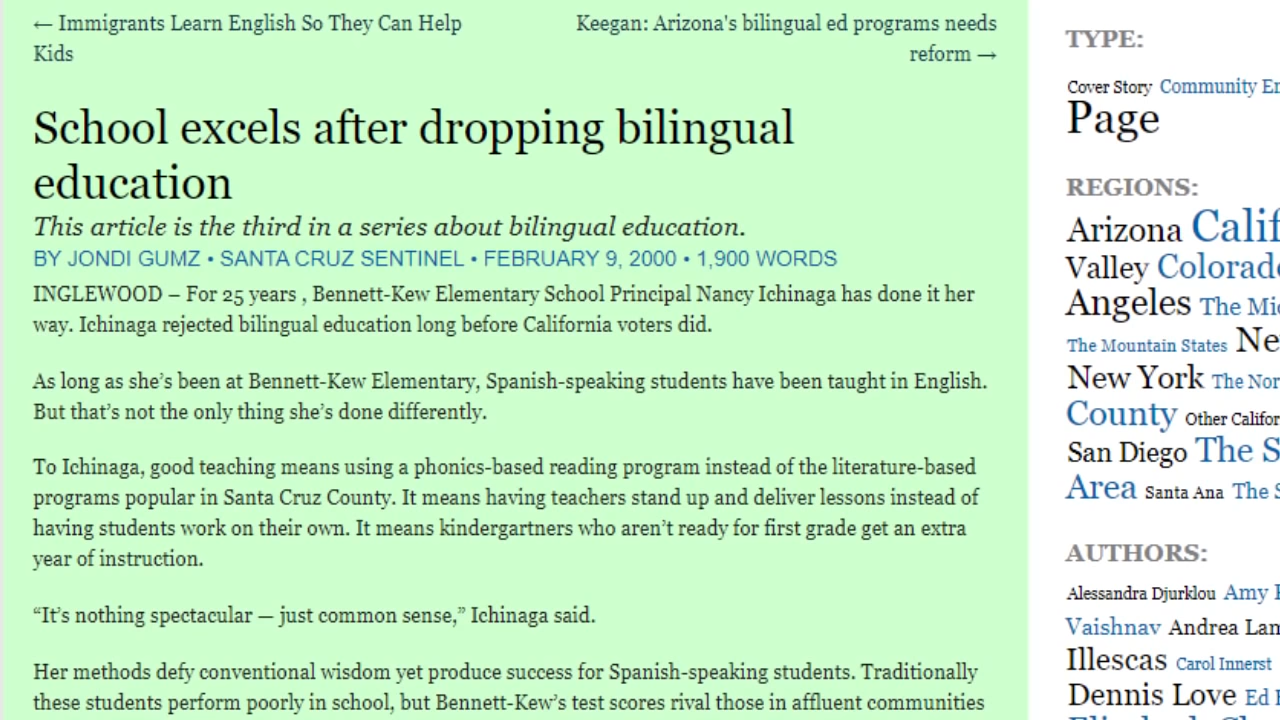 ← Immigrants Learn English So They Can Help
Kids
Keegan: Arizona's bilingual ed programs needs
reform →
School excels after dropping bilingual
education
This article is the third in a series about bilingual education.
BY JONDI GUMZ • SANTA CRUZ SENTINEL • FEBRUARY 9, 2000 • 1,900 WORDS
INGLEWOOD – For 25 years , Bennett-Kew Elementary School Principal Nancy Ichinaga has done it her
way. Ichinaga rejected bilingual education long before California voters did.
As long as she’s been at Bennett-Kew Elementary, Spanish-speaking students have been taught in English.
But that’s not the only thing she’s done differently.
To Ichinaga, good teaching means using a phonics-based reading program instead of the literature-based
programs popular in Santa Cruz County. It means having teachers stand up and deliver lessons instead of
having students work on their own. It means kindergartners who aren’t ready for first grade get an extra
year of instruction.
“It’s nothing spectacular — just common sense,” Ichinaga said.
Her methods defy conventional wisdom yet produce success for Spanish-speaking students. Traditionally
these students perform poorly in school, but Bennett-Kew’s test scores rival those in affluent communities
TYPE:
Cover Story Community
Page
REGIONS:
Arizona
Valley
Angeles The
The Mountain States
New York The
County Other
San Diego The
Area Santa Ana The
AUTHORS:
Alessandra Djurklou Amy
Vaishnav Andrea
Illescas Carol Innerst
Dennis Love Ed